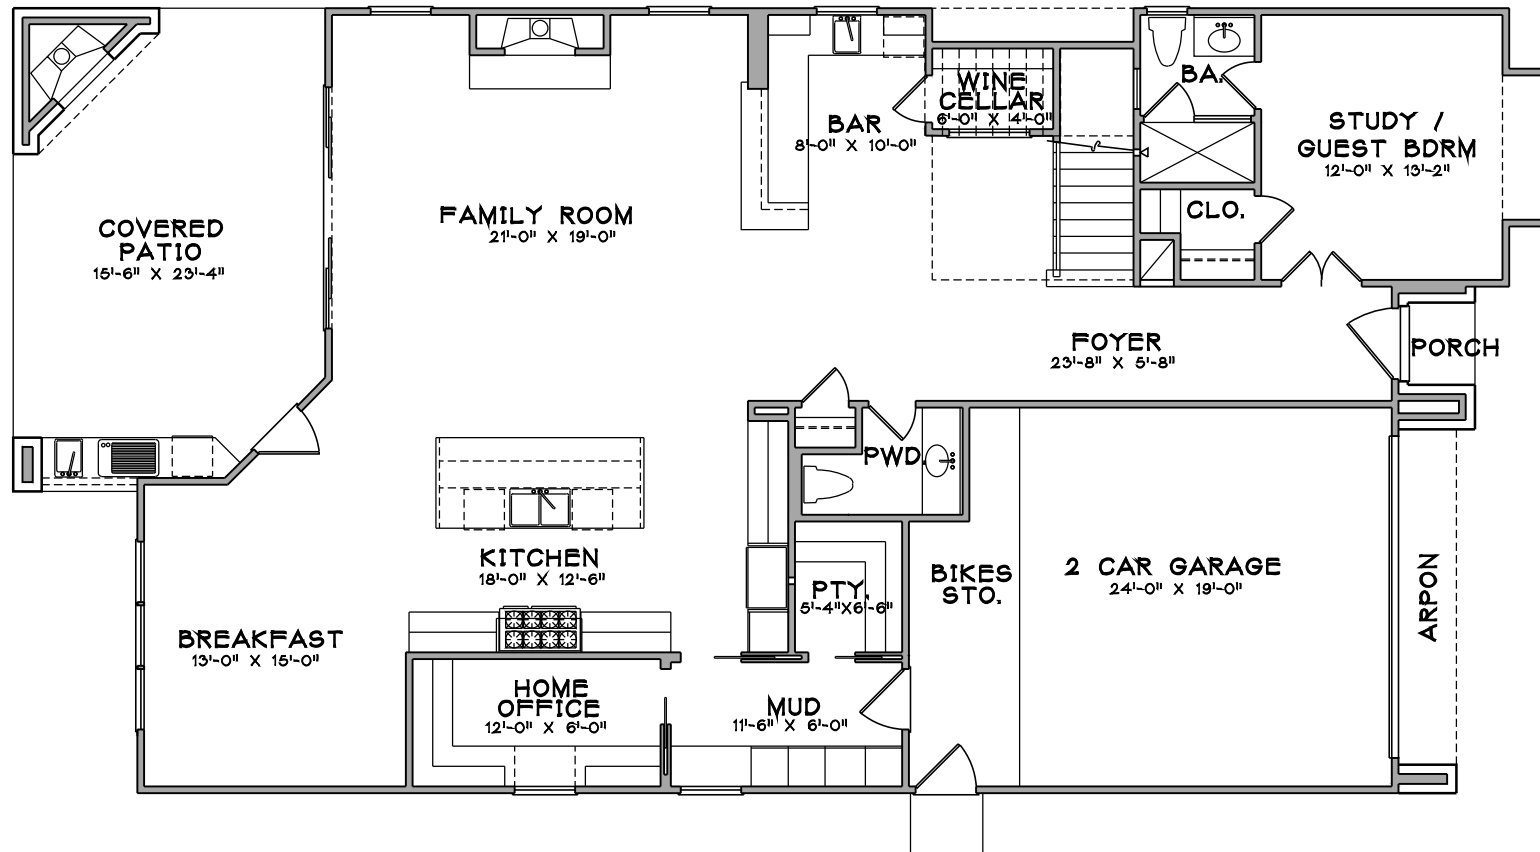 WINE
CELLAR
6'-0" X 4'-0"
BA.
BAR
8'-0" X 10'-0"
STUDY /
GUEST BDRM
12'-0" X 13'-2"
COVERED
PATIO
15'-6" X 23'-4"
FAMILY ROOM
21'-0" X 19'-0"
CLO.
FOYER
23'-8" X 5'-8"
PORCH
PWD.
KITCHEN
18'-0" X 12'-6"
PTY.
5'-4"X6'-6"
BIKES
STO.
2 CAR GARAGE
24'-0" X 19'-0"
ARPON
BREAKFAST
13'-0" X 15'-0"
HOME
OFFICE
12'-0" X 6'-0"
MUD
11'-6" X 6'-0"